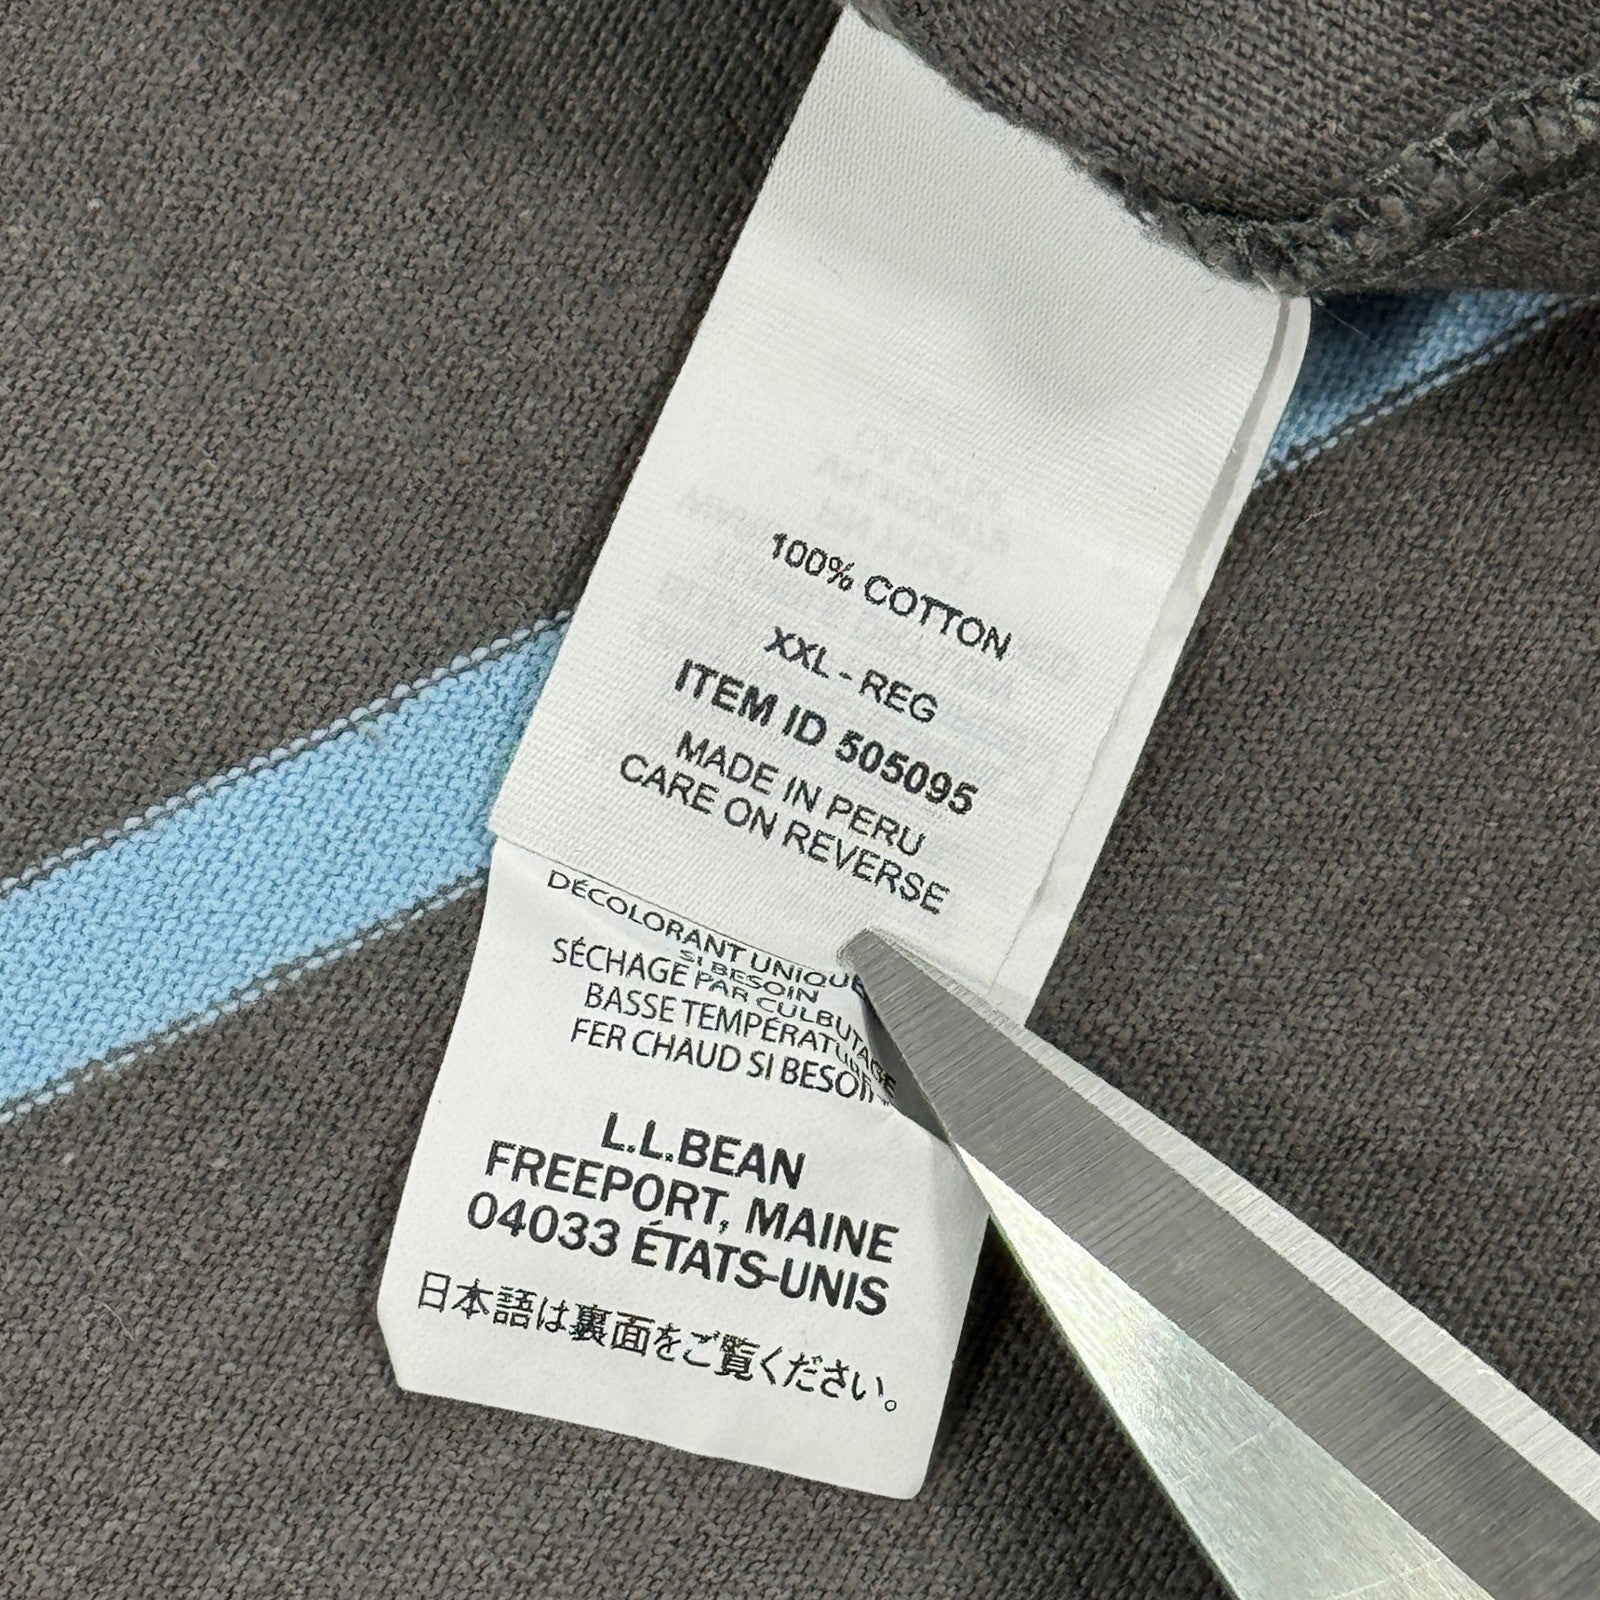 100% COTTON
XXL - REG
ITEM ID 505095
MADE IN PERU
CARE ON REVERSE
DÉCOLORANT UNIQUE
SI BESOIN
SÉCHAGE PAR CULBUTAGE
BASSE TEMPÉRATURE
FER CHAUD SI BESOIN
L.L.BEAN
FREEPORT, MAINE
04033 ÉTATS-UNIS
日本語は裏面をご覧ください。